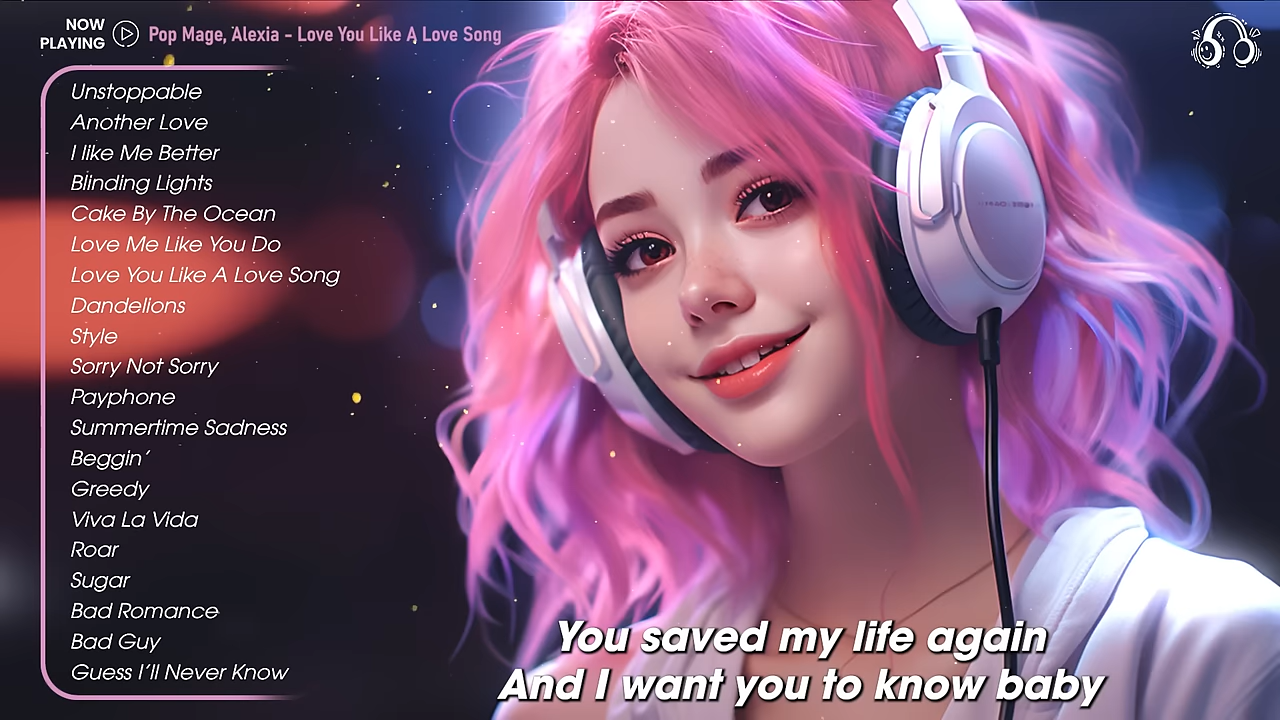 NOW
PLAYING
Pop Mage, Alexia - Love You Like A Love Song
Unstoppable
Another Love
I like Me Better
Blinding Lights
Cake By The Ocean
Love Me Like You Do
Love You Like A Love Song
Dandelions
Style
Sorry Not Sorry
Payphone
Summertime Sadness
Beggin'
Greedy
Viva La Vida
Roar
Sugar
Bad Romance
Bad Guy
Guess I'll Never Know
You saved my life again
And I want you to know baby